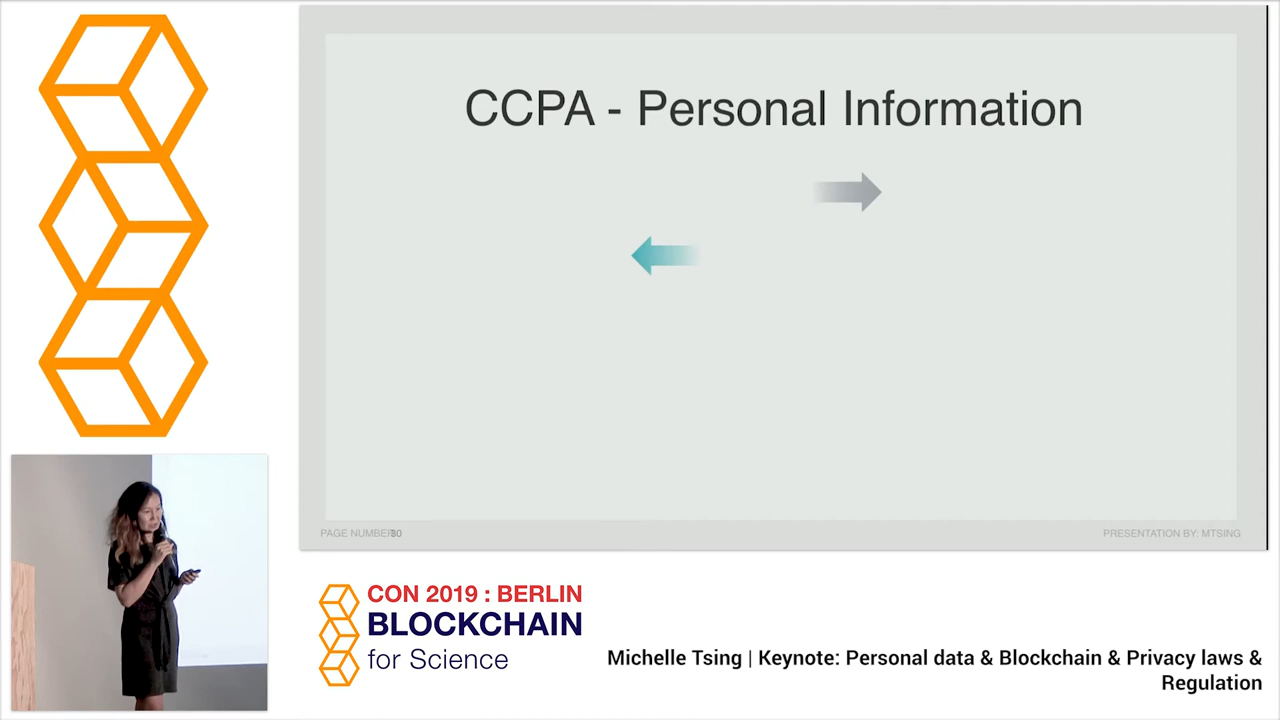 CCPA - Personal Information
PAGE NUMBER
PRESENTATION BY: MTSING
CON 2019 : BERLIN
BLOCKCHAIN
for Science
Michelle Tsing | Keynote: Personal data & Blockchain & Privacy laws &
Regulation